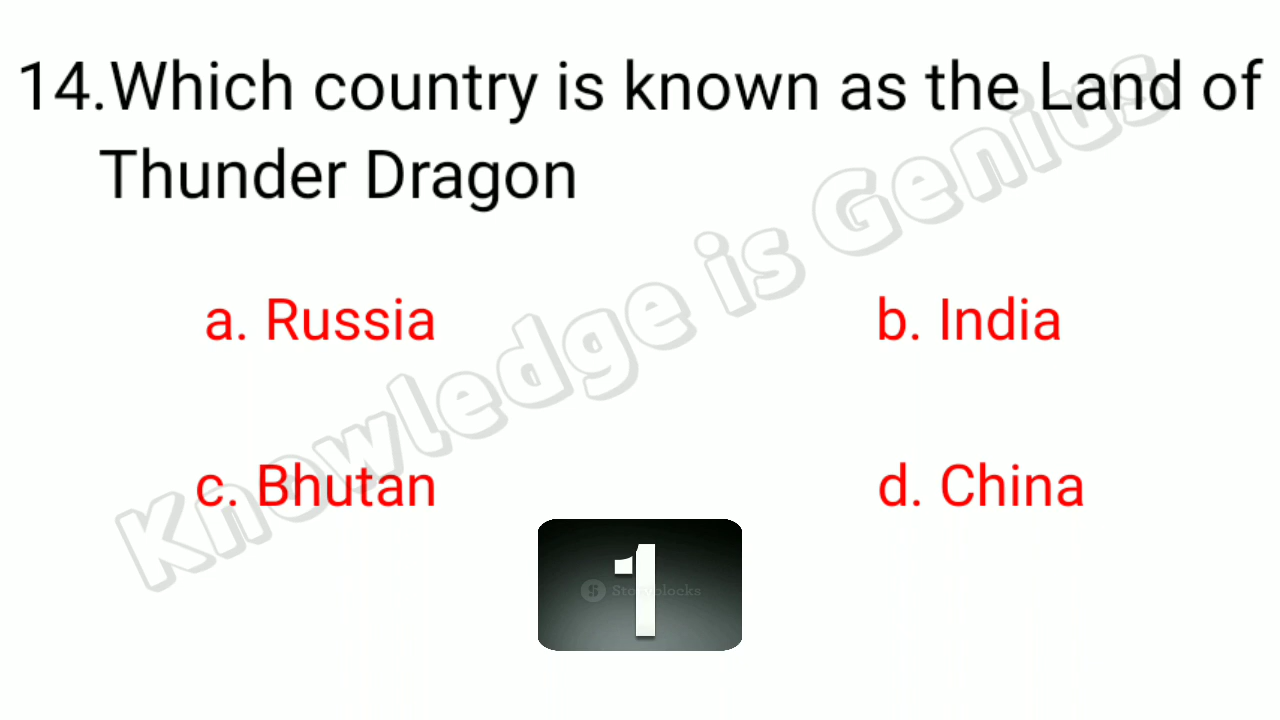 14.Which country is known as the Land of
Thunder Dragon
Knowledge is Genius
a. Russia
b. India
c. Bhutan
d. China
1
Storyblocks